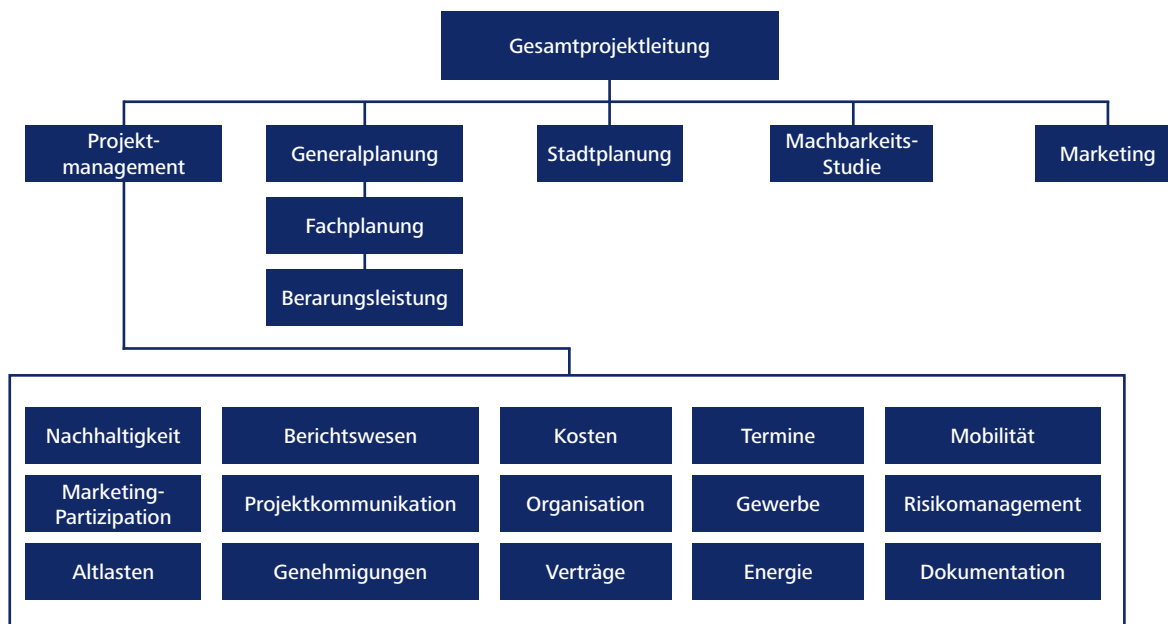 Gesamtprojektleitung
Projekt-
management
Generalplanung
Stadtplanung
Machbarkeits-
Studie
Marketing
Fachplanung
Berarungsleistung
Nachhaltigkeit
Berichtswesen
Kosten
Termine
Mobilität
Marketing-
Partizipation
Projektkommunikation
Organisation
Gewerbe
Risikomanagement
Altlasten
Genehmigungen
Verträge
Energie
Dokumentation